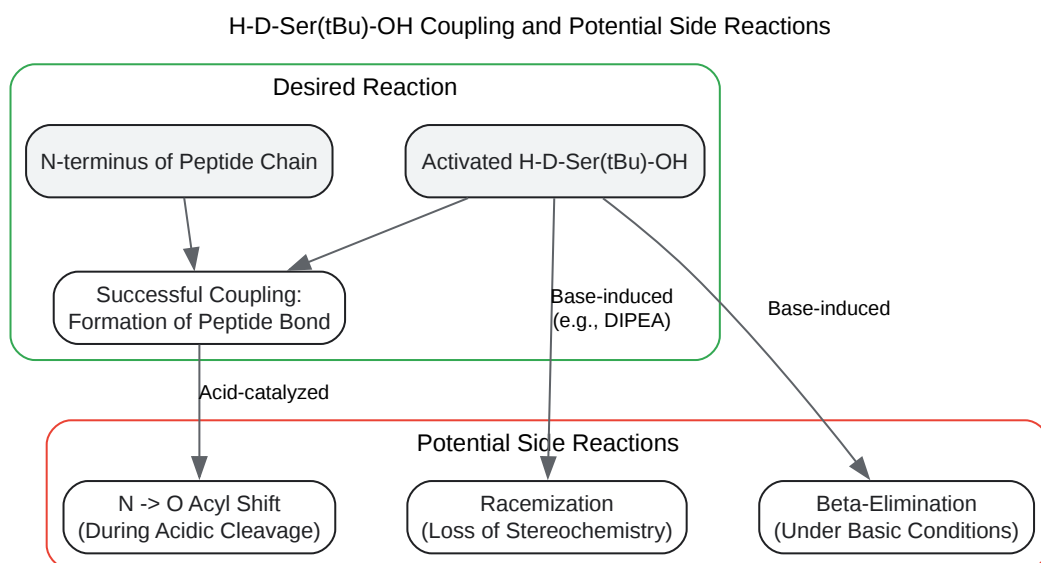 H-D-Ser(tBu)-OH Coupling and Potential Side Reactions
Desired Reaction
N-terminus of Peptide Chain
Activated H-D-Ser(tBu)-OH
Successful Coupling:
Formation of Peptide Bond
Base-induced
(e.g., DIPEA)
Base-induced
Acid-catalyzed
Potential Side Reactions
N -> O Acyl Shift
(During Acidic Cleavage)
Racemization
(Loss of Stereochemistry)
Beta-Elimination
(Under Basic Conditions)